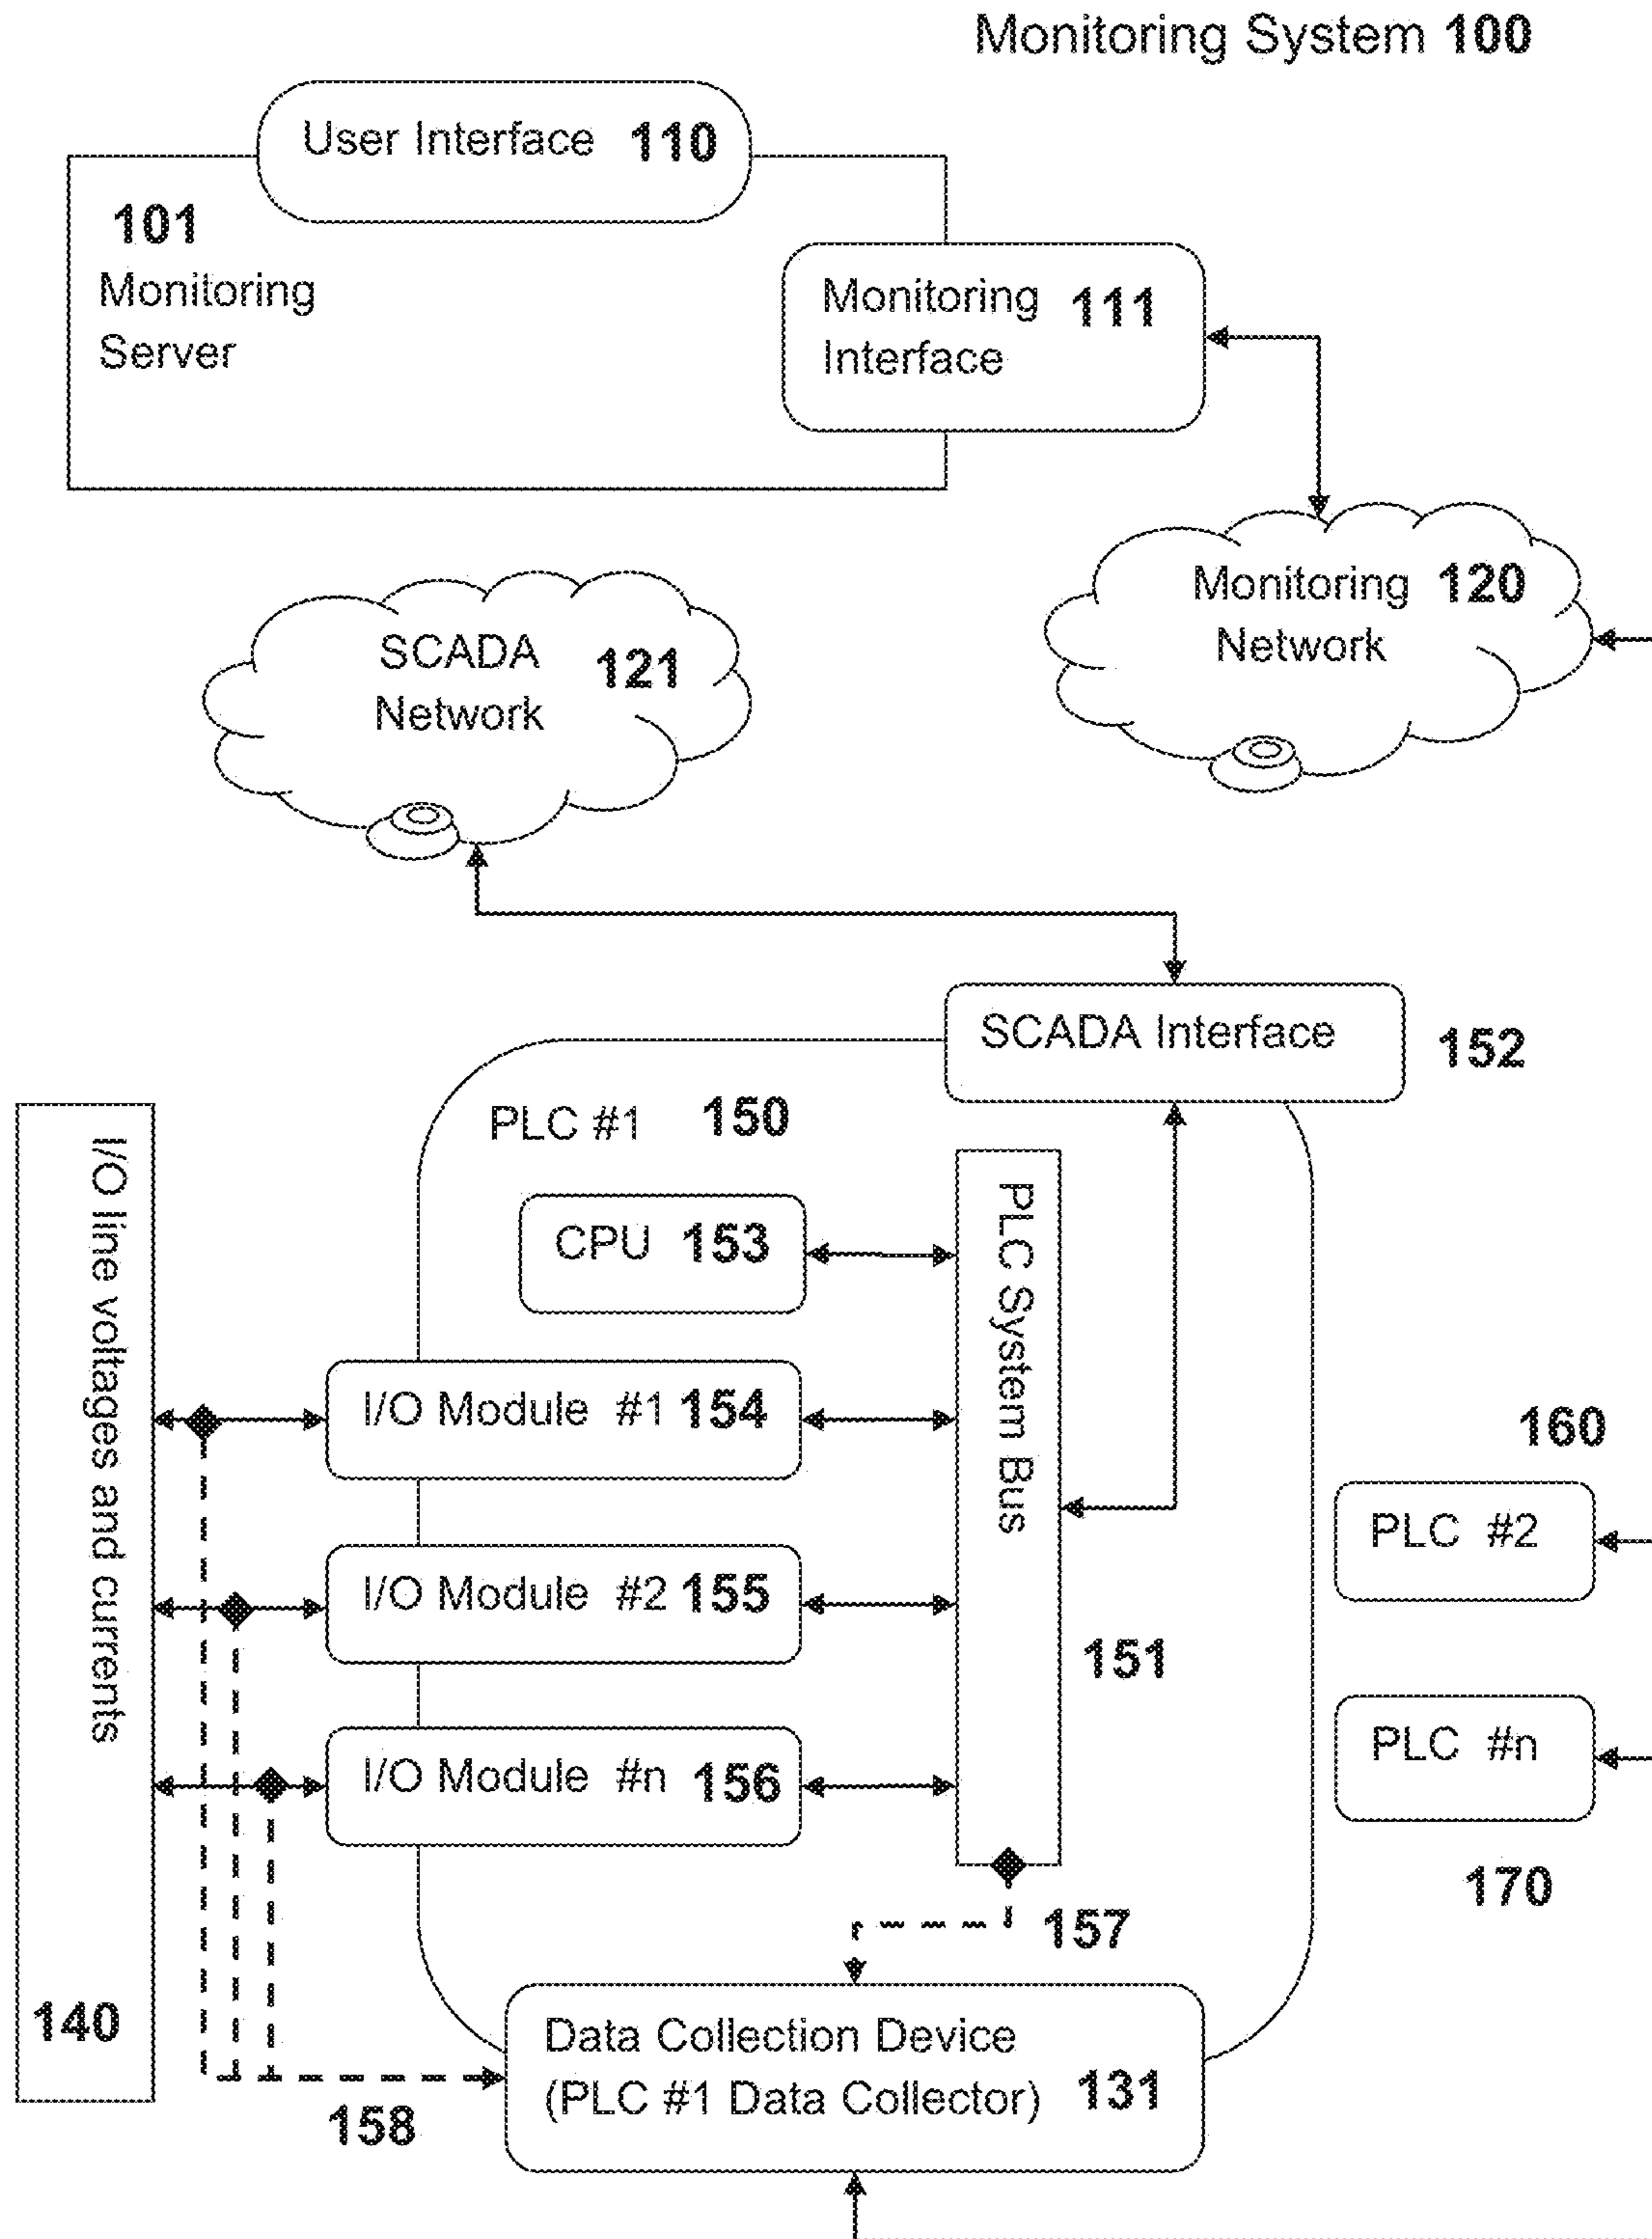 Monitoring System 100
User Interface 110
101
Monitoring
Server
Monitoring 111
Interface
Monitoring 120
Network
SCADA 121
Network
SCADA Interface
152
PLC #1 150
CPU 153
PLC System Bus
I/O line voltages and currents
I/O Module #1 154
160
PLC #2
I/O Module #2 155
151
PLC #n
I/O Module #n 156
170
157
140
Data Collection Device
(PLC #1 Data Collector) 131
158